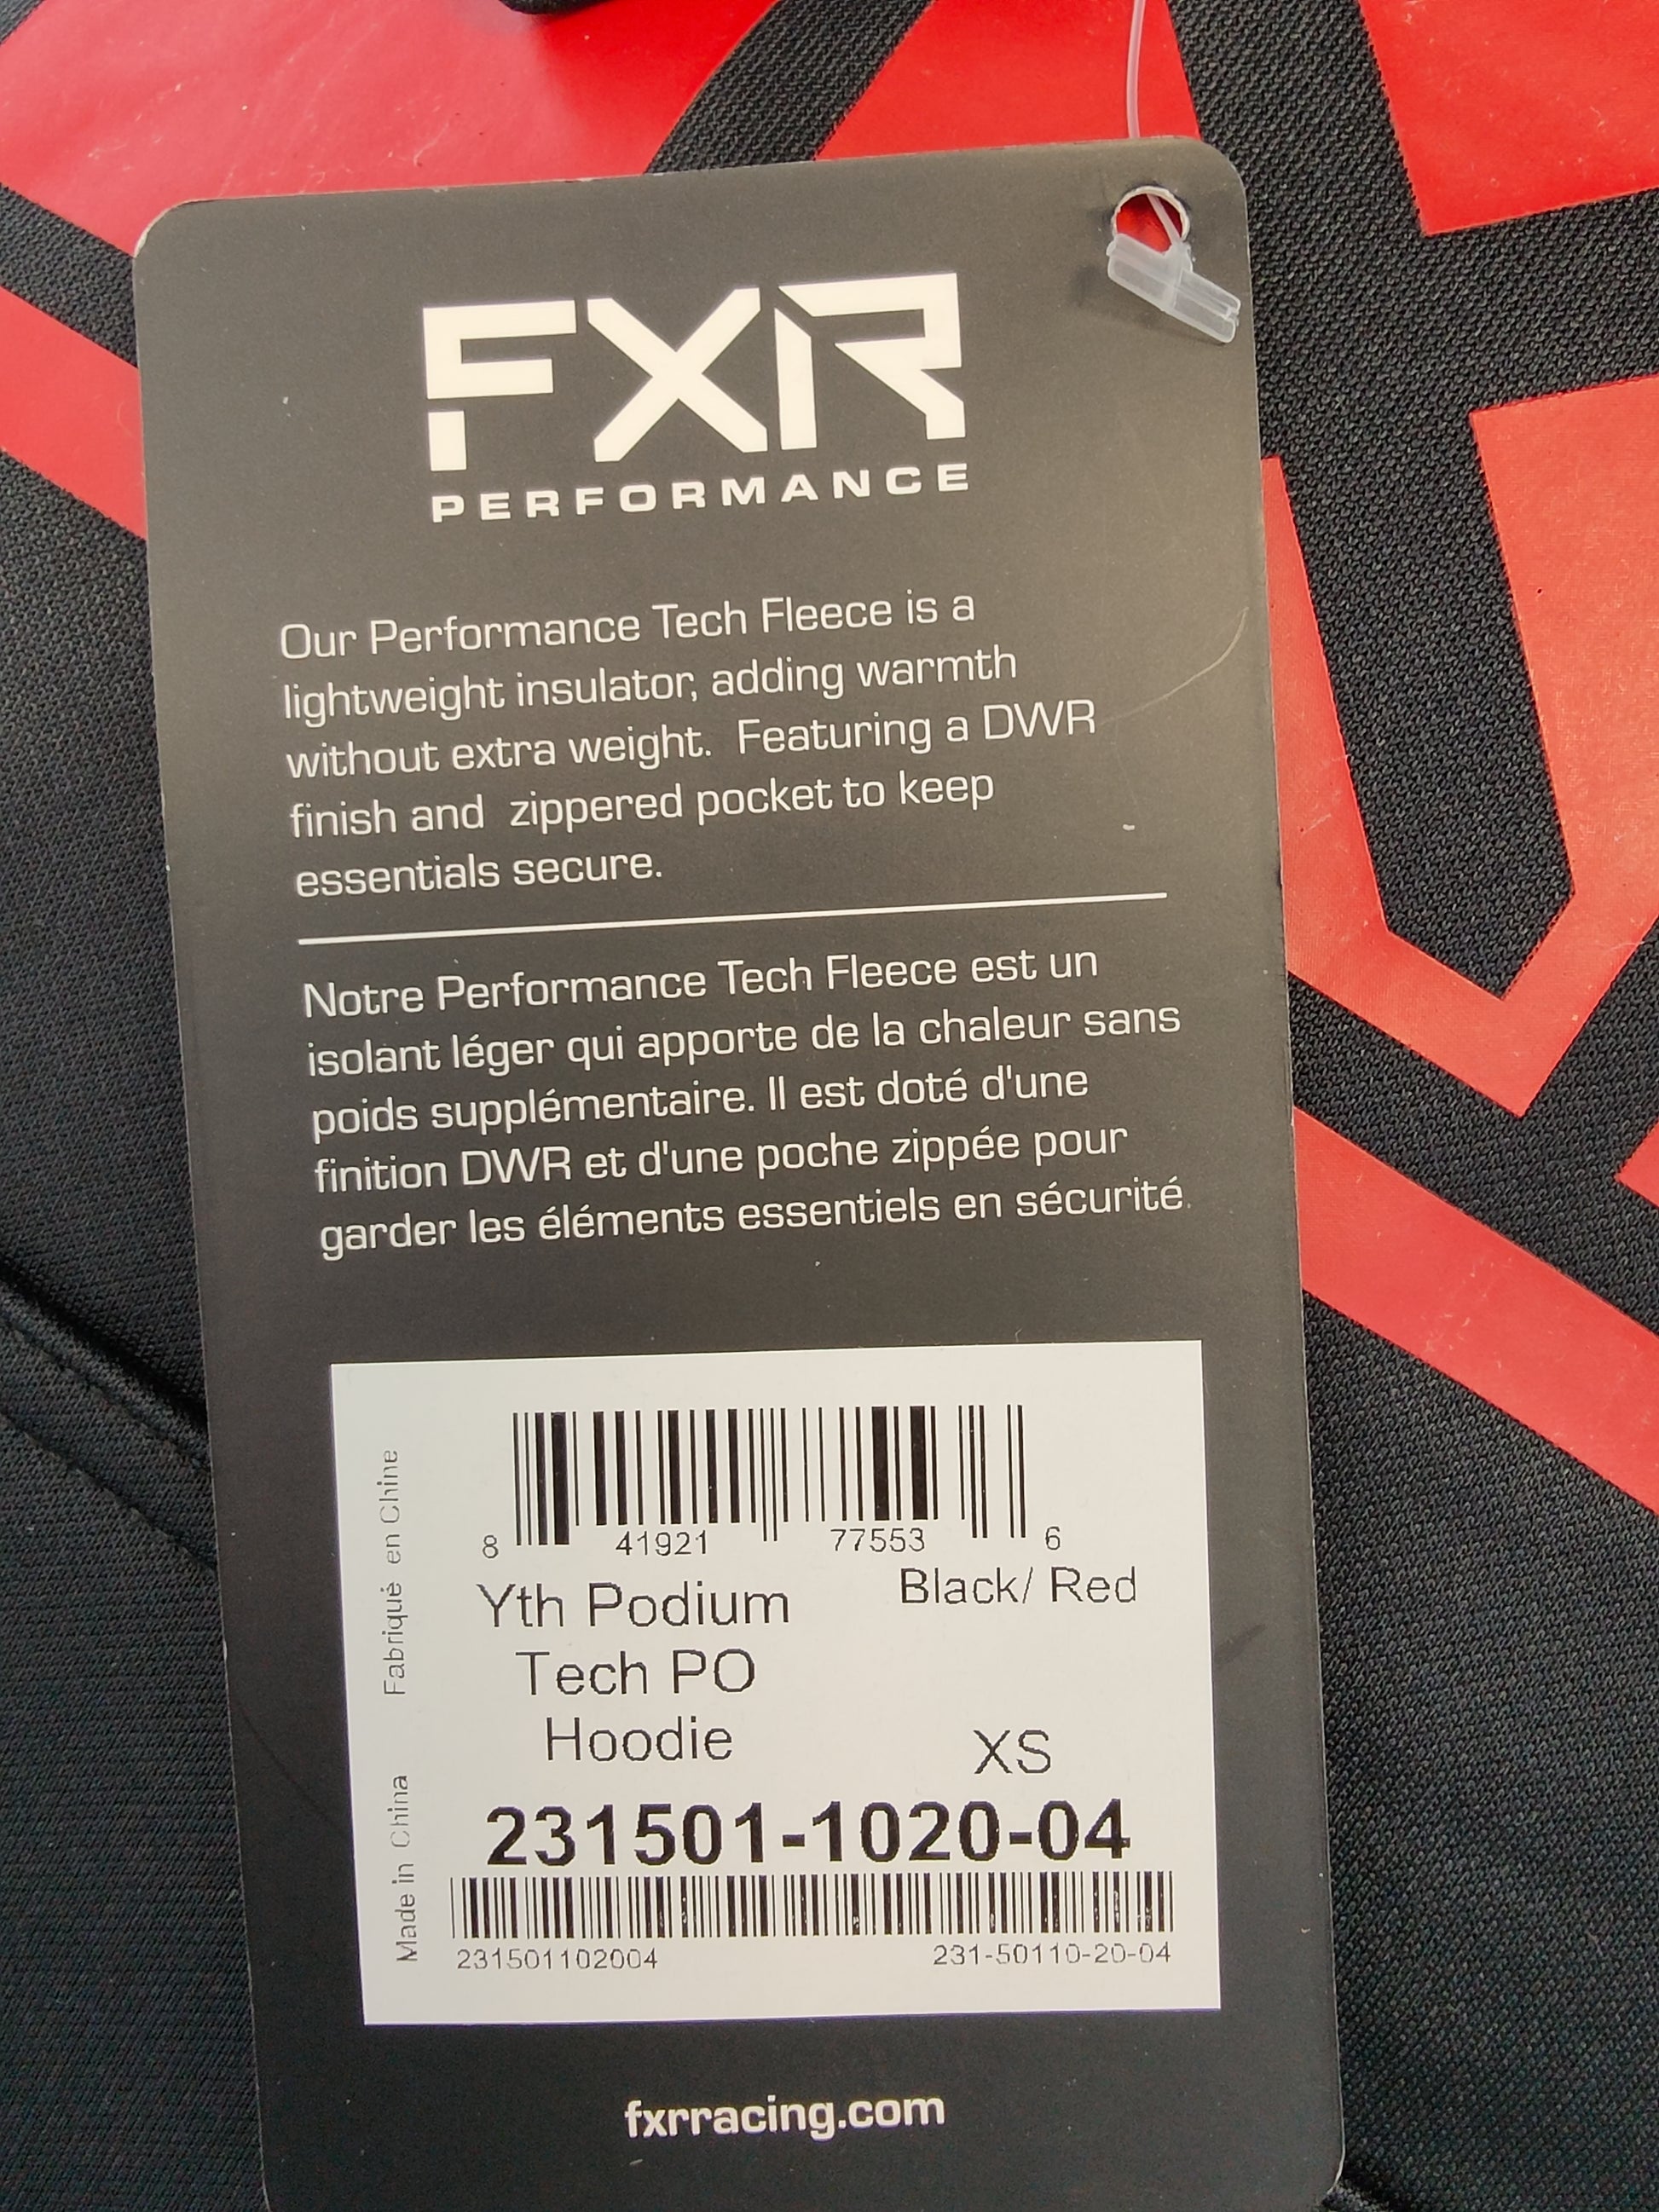 FXR
PERFORMANCE
Our Performance Tech Fleece is a
lightweight insulator, adding warmth
without extra weight.  Featuring a DWR
finish and  zippered pocket to keep
essentials secure.
Notre Performance Tech Fleece est un
isolant léger qui apporte de la chaleur sans
poids supplémentaire. Il est doté d'une
finition DWR et d'une poche zippée pour
garder les éléments essentiels en sécurité.
Made in China    Fabriqué en Chine
8 41921 77553 6
Yth Podium
Tech PO
Hoodie
Black/ Red
XS
231501-1020-04
231501102004 231-50110-20-04
fxrracing.com